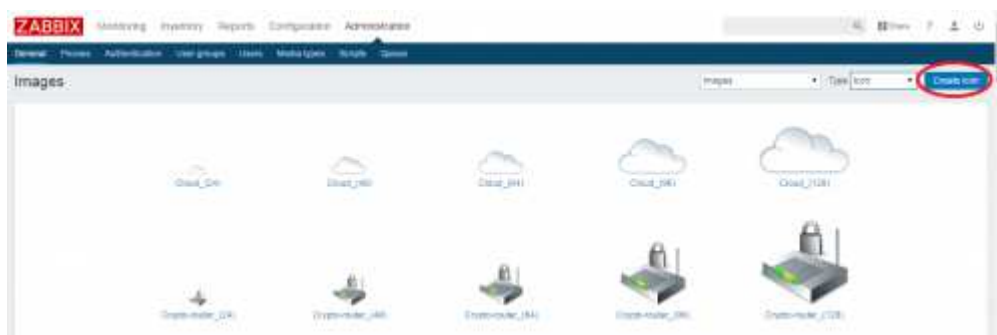 ZABBIX Monitoring Inventory Reports Configuration Administration Share ?
General Proxies Authentication User groups Users Media types Scripts Queue
Images Images Type Icon Create icon
Cloud_(24) Cloud_(48) Cloud_(64) Cloud_(96) Cloud_(128)
Crypto-router_(24) Crypto-router_(48) Crypto-router_(64) Crypto-router_(96) Crypto-router_(128)